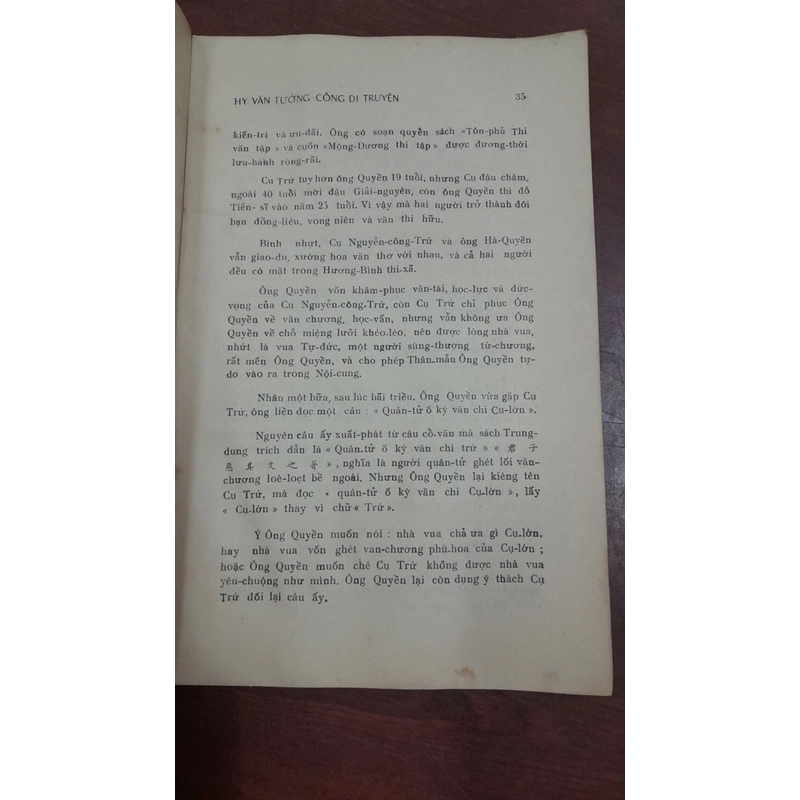 HY VĂN TƯỚNG CÔNG DI TRUYỆN 35
kiến-tri và ưu-đãi. Ông có soạn quyển sách «Tôn-phủ Thi
văn tập » và cuốn «Mộng-Dương thi tập» được đương-thời
lưu-hành rộng-rãi.
Cụ Trứ tuy hơn ông Quyền 19 tuổi, nhưng Cụ đậu chậm,
ngoài 40 tuổi mới đậu Giải-nguyên, còn ông Quyền thì đỗ
Tiến- sĩ vào năm 25 tuổi. Vì vậy mà hai người trở thành đôi
bạn đồng-liêu, vong niên và văn thi hữu.
Bình nhựt, Cụ Nguyễn-công-Trứ và ông Hà-Quyền
vẫn giao-du, xướng họa văn thơ với nhau, và cả hai người
đều có mặt trong Hương-Bình thi-xã.
Ông Quyền vốn khâm-phục văn-tài, học-lực và đức-
vọng của Cụ Nguyễn-công-Trứ, còn Cụ Trứ chỉ phục Ông
Quyền về văn chương, học-vấn, nhưng vẫn không ưa Ông
Quyền về chỗ miệng lưỡi khéo-léo, nên được lòng nhà vua,
nhứt là vua Tự-đức, một người sùng-thượng từ-chương,
rất mến Ông Quyền, và cho phép Thân-mẫu Ông Quyền tự-
do vào ra trong Nội-cung.
Nhân một bữa, sau lúc bãi triều. Ông Quyền vừa gặp Cụ
Trứ, ông liền đọc một câu : « Quân-tử ố kỳ văn chi Cụ-lớn ».
Nguyên câu ấy xuất-phát từ câu cổ-văn mà sách Trung-
dung trích dẫn là « Quân-tử ố kỳ văn chi trứ » « 君 子
惡 其 文 之 著 » , nghĩa là người quân-tử ghét lối văn-
chương loè-loẹt bề ngoài. Nhưng Ông Quyền lại kiêng tên
Cụ Trứ, mà đọc « quân-tử ố kỳ văn chi Cụ-lớn » , lấy
« Cụ-lớn » thay vì chữ « Trứ ».
Ý Ông Quyền muốn nói : nhà vua chả ưa gì Cụ-lớn,
hay nhà vua vốn ghét văn-chương phù-hoa của Cụ-lớn ;
hoặc Ông Quyền muốn chê Cụ Trứ không được nhà vua
yêu-chuộng như mình. Ông Quyền lại còn dụng ý thách Cụ
Trứ đối lại câu ấy.